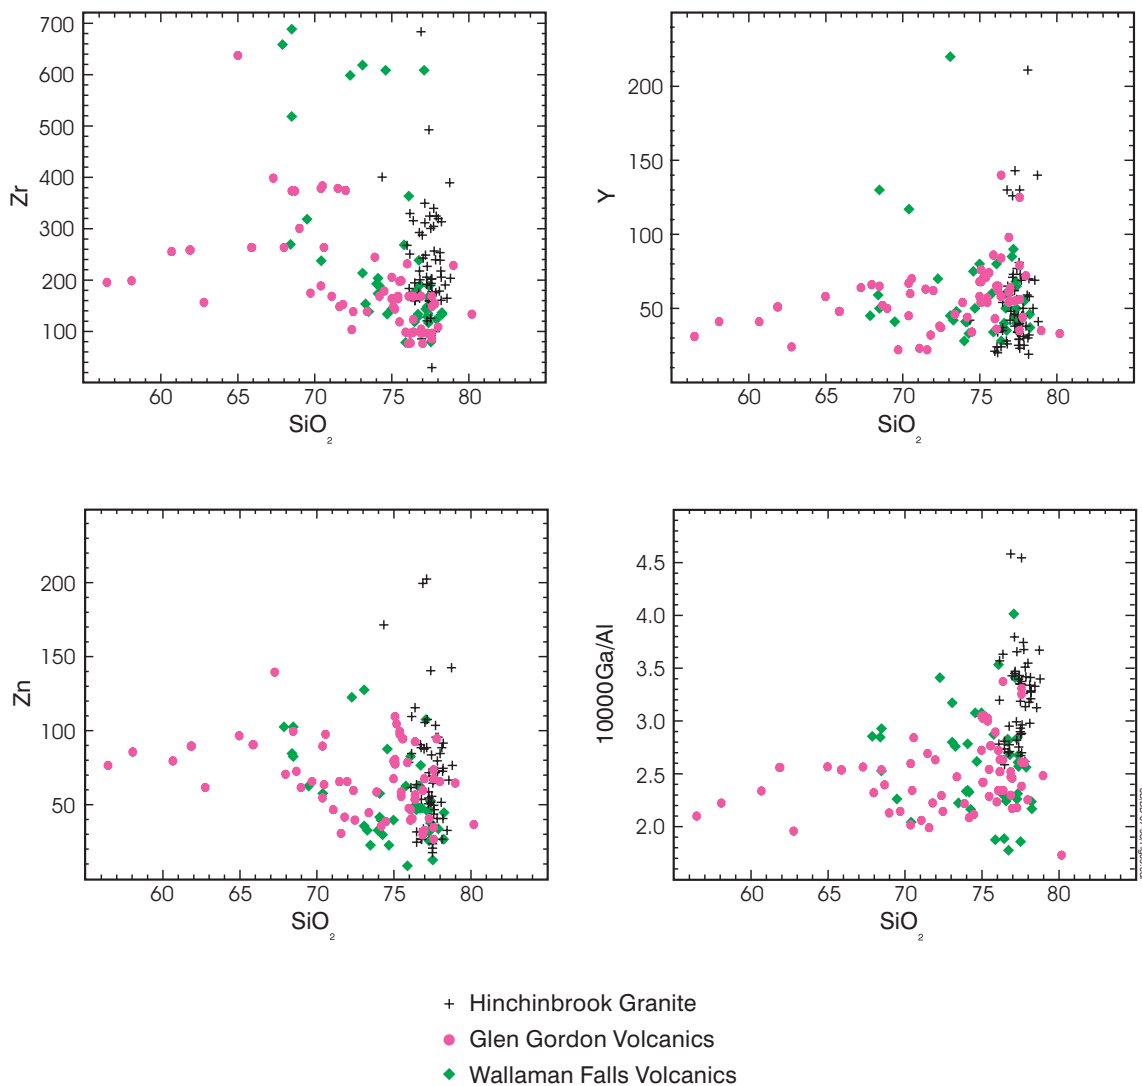 700
600
500
400
300
200
100
Zr
60 65 70 75 80
SiO2
200
150
100
50
Y
60 65 70 75 80
SiO2
200
150
100
50
Zn
60 65 70 75 80
SiO2
4.5
4.0
3.5
3.0
2.5
2.0
10000Ga/Al
60 65 70 75 80
SiO2
Hinchinbrook Granite
Glen Gordon Volcanics
Wallaman Falls Volcanics